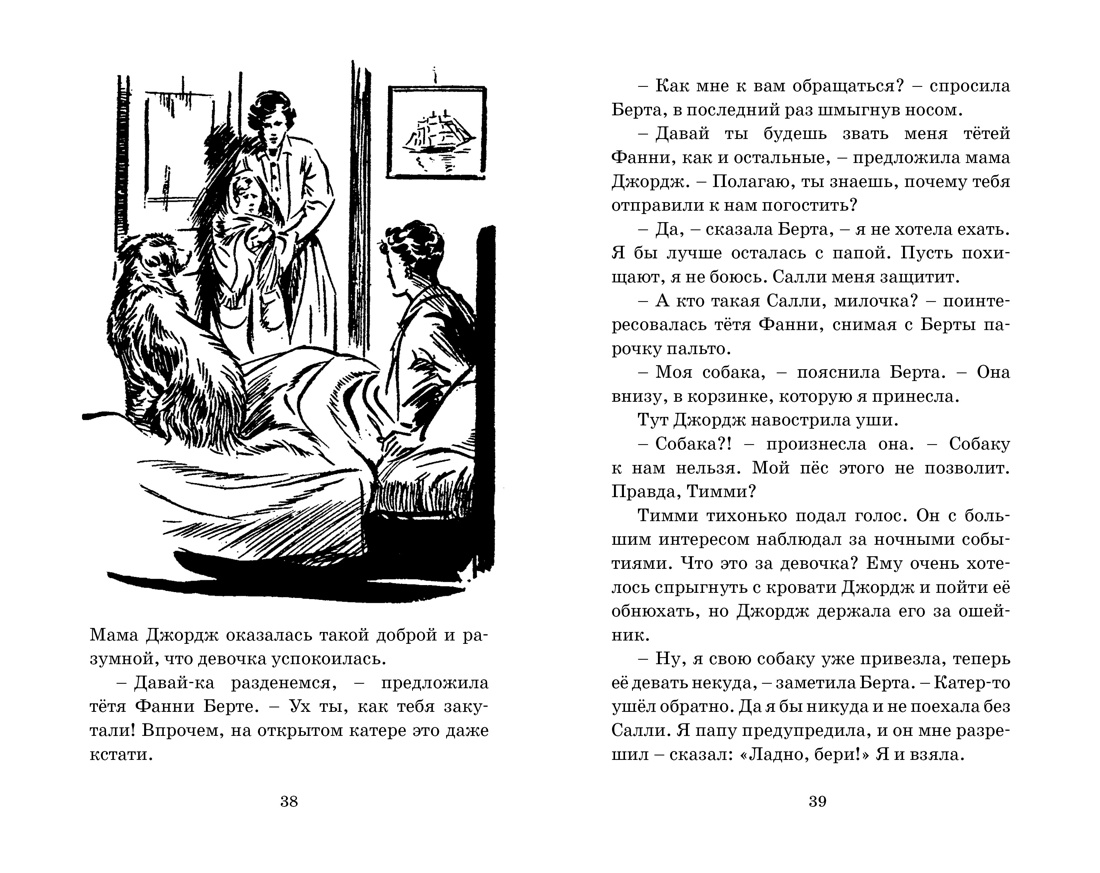 Мама Джордж оказалась такой доброй и ра-
зумной, что девочка успокоилась.
– Давай-ка разденемся, – предложила
тётя Фанни Берте. – Ух ты, как тебя заку-
тали! Впрочем, на открытом катере это даже
кстати.
38
– Как мне к вам обращаться? – спросила
Берта, в последний раз шмыгнув носом.
– Давай ты будешь звать меня тётей
Фанни, как и остальные, – предложила мама
Джордж. – Полагаю, ты знаешь, почему тебя
отправили к нам погостить?
– Да, – сказала Берта, – я не хотела ехать.
Я бы лучше осталась с папой. Пусть похи-
щают, я не боюсь. Салли меня защитит.
– А кто такая Салли, милочка? – поинте-
ресовалась тётя Фанни, снимая с Берты па-
рочку пальто.
– Моя собака, – пояснила Берта. – Она
внизу, в корзинке, которую я принесла.
Тут Джордж навострила уши.
– Собака?! – произнесла она. – Собаку
к нам нельзя. Мой пёс этого не позволит.
Правда, Тимми?
Тимми тихонько подал голос. Он с боль-
шим интересом наблюдал за ночными собы-
тиями. Что это за девочка? Ему очень хоте-
лось спрыгнуть с кровати Джордж и пойти её
обнюхать, но Джордж держала его за ошей-
ник.
– Ну, я свою собаку уже привезла, теперь
её девать некуда, – заметила Берта. – Катер-то
ушёл обратно. Да я бы никуда и не поехала без
Салли. Я папу предупредила, и он мне разре-
шил – сказал: «Ладно, бери!» Я и взяла.
39